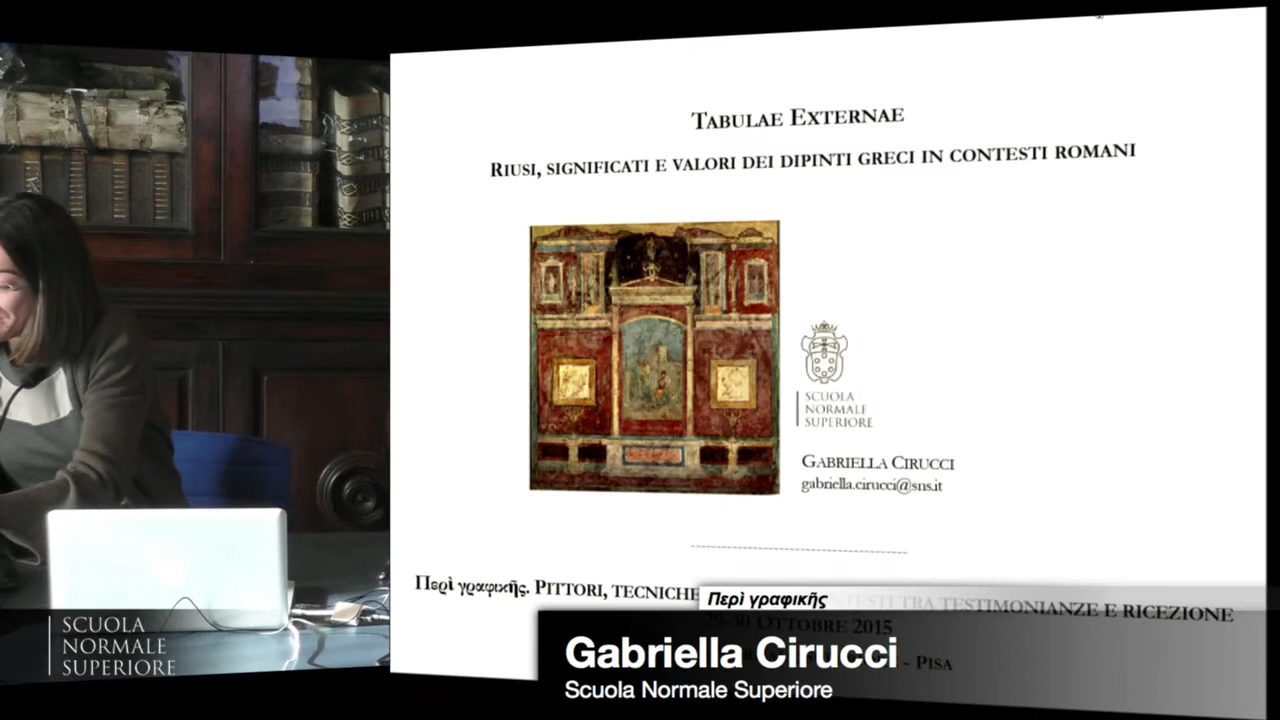 TABULAE EXTERNAE
RIUSI, SIGNIFICATI E VALORI DEI DIPINTI GRECI IN CONTESTI ROMANI
SCUOLA
NORMALE
SUPERIORE
GABRIELLA CIRUCCI
gabriella.cirucci@sns.it
Περὶ γραφικῆς. PITTORI, TECNICHE TRA TESTIMONIANZE E RICEZIONE
30 OTTOBRE 2015
- PISA
Περὶ γραφικῆς
Gabriella Cirucci
Scuola Normale Superiore
SCUOLA
NORMALE
SUPERIORE